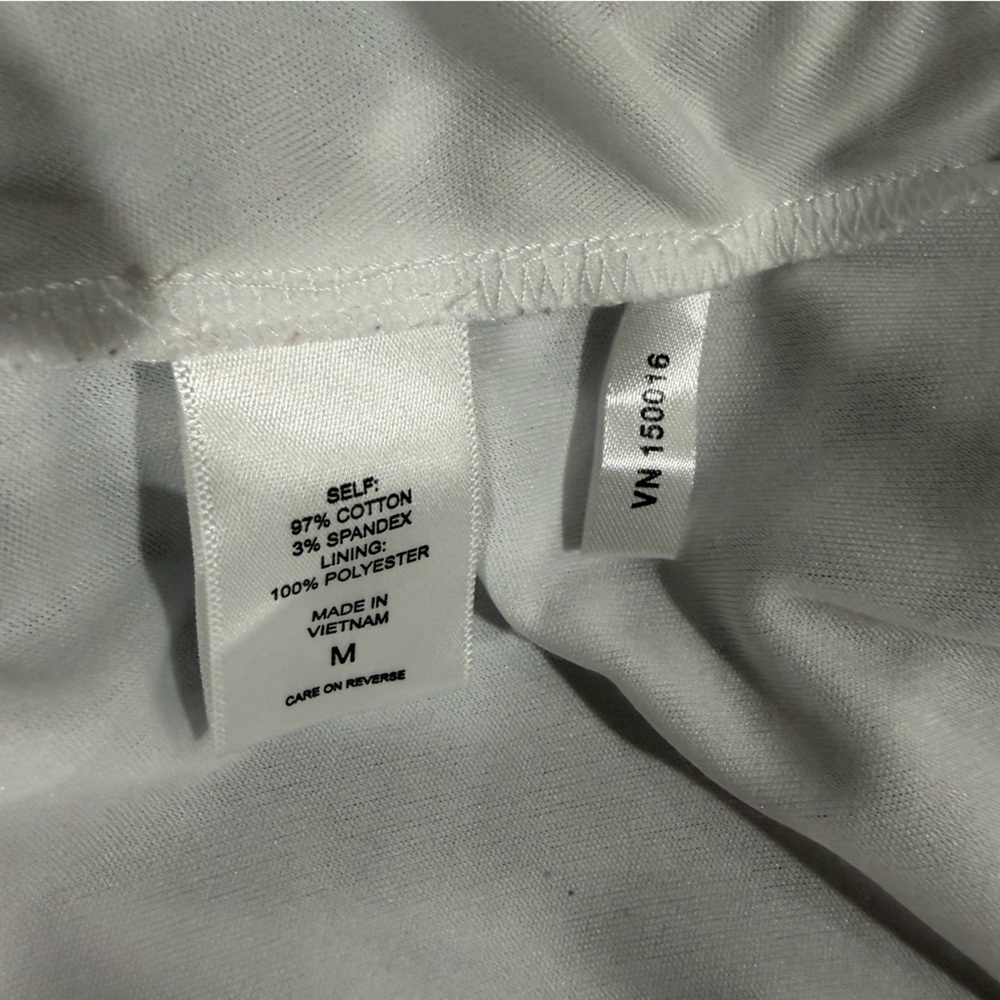 SELF:
97% COTTON
3% SPANDEX
LINING:
100% POLYESTER
MADE IN
VIETNAM
M
CARE ON REVERSE
VN 150016